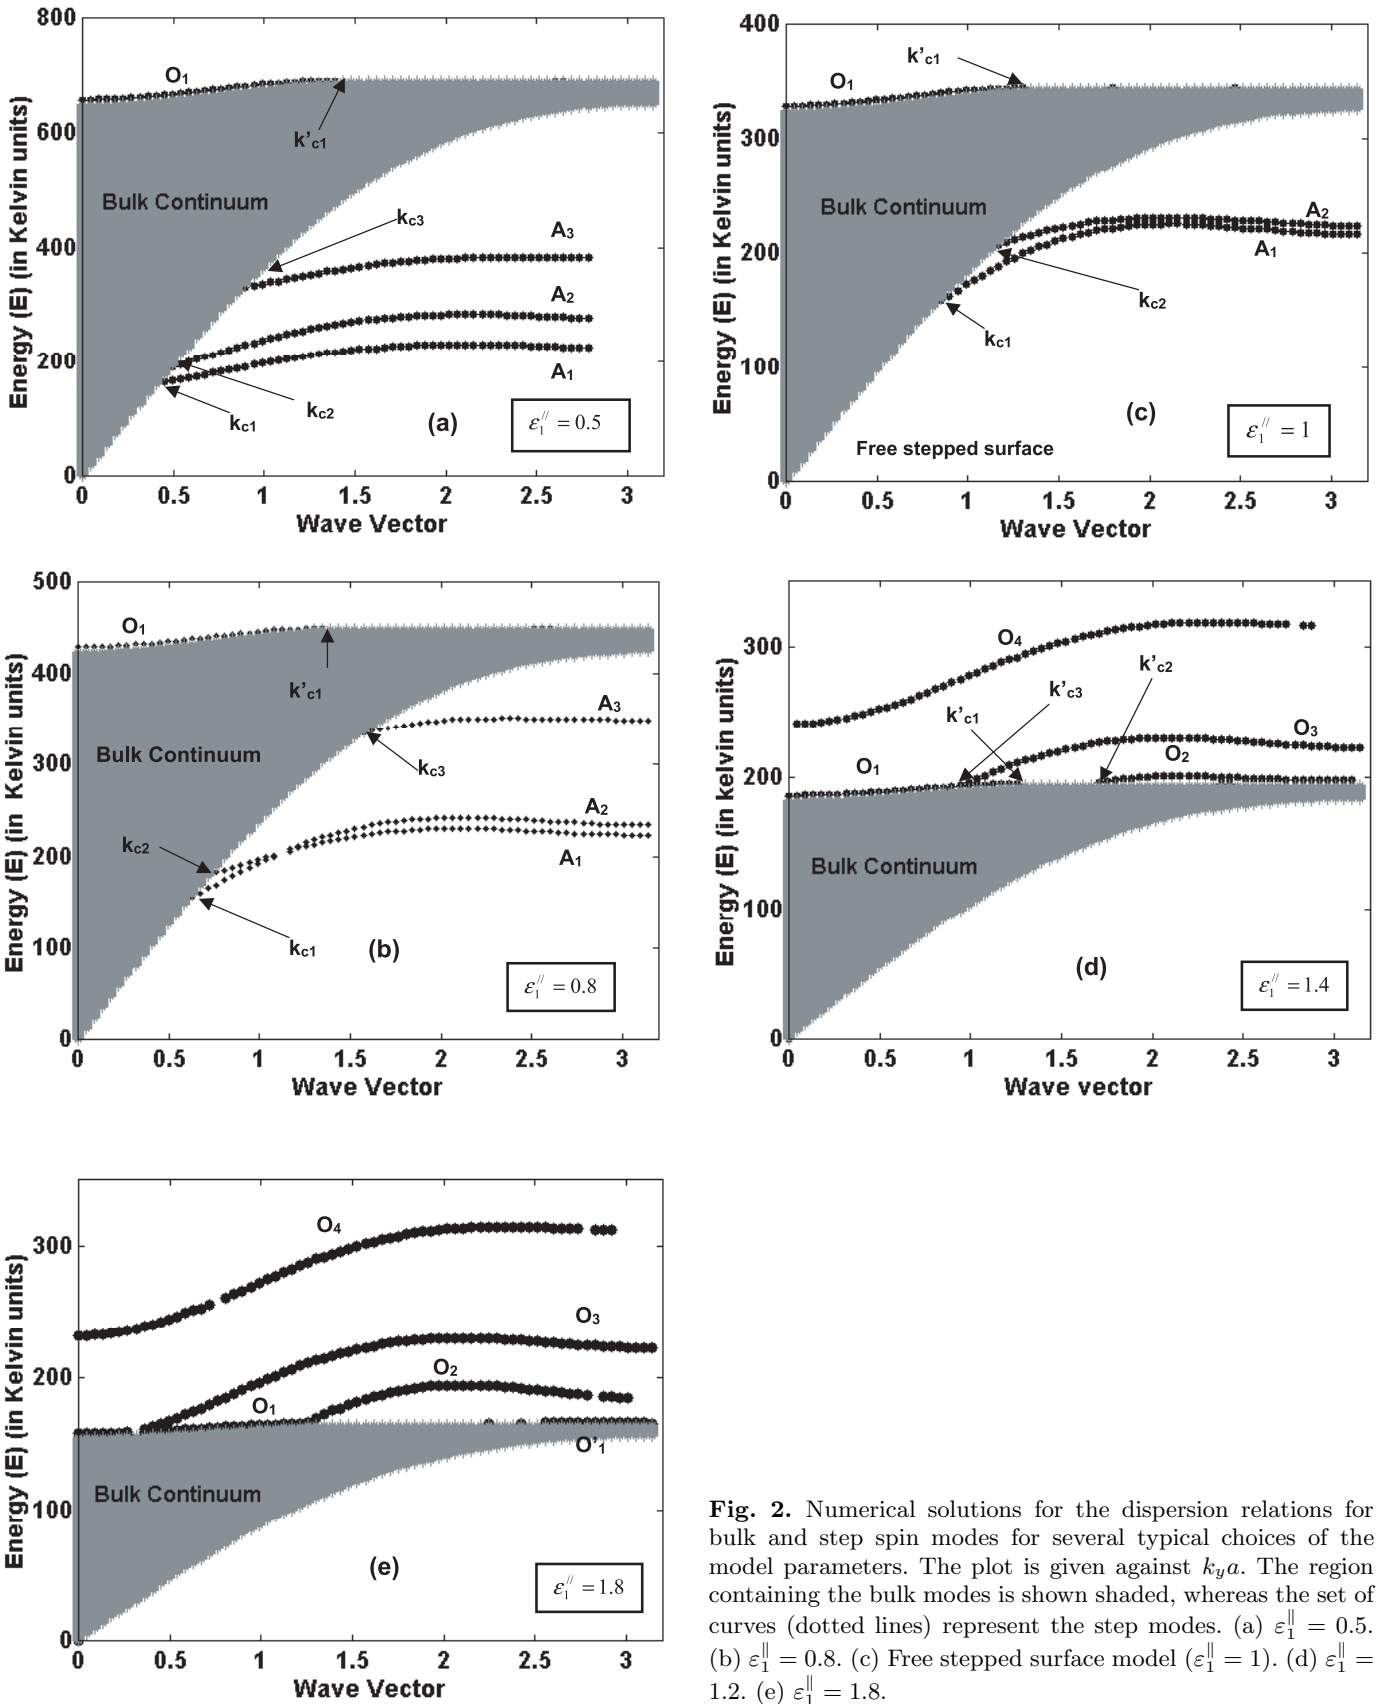 800
600
400
200
0
0 0.5 1 1.5 2 2.5 3
Energy (E) (in Kelvin units)
Wave Vector
O1
k'c1
Bulk Continuum
kc3
A3
A2
A1
kc2
kc1
(a)
ε1// = 0.5
400
300
200
100
0
0 0.5 1 1.5 2 2.5 3
Energy (E) (in Kelvin units)
Wave Vector
k'c1
O1
Bulk Continuum
A2
A1
kc2
kc1
(c)
Free stepped surface
ε1// = 1
500
400
300
200
100
0
0 0.5 1 1.5 2 2.5 3
Energy (E) (in Kelvin units)
Wave Vector
O1
k'c1
Bulk Continuum
A3
kc3
A2
kc2
A1
kc1
(b)
ε1// = 0.8
300
200
100
0
0 0.5 1 1.5 2 2.5 3
Energy (E) (in kelvin units)
Wave vector
O4
k'c2
k'c3
k'c1
O3
O2
O1
Bulk Continuum
(d)
ε1// = 1.4
300
200
100
0
0 0.5 1 1.5 2 2.5 3
Energy (E) (in Kelvin units)
Wave Vector
O4
O3
O2
O1
O'1
Bulk Continuum
(e)
ε1// = 1.8
Fig. 2. Numerical solutions for the dispersion relations for
bulk and step spin modes for several typical choices of the
model parameters. The plot is given against kya. The region
containing the bulk modes is shown shaded, whereas the set of
curves (dotted lines) represent the step modes. (a) ε1∥ = 0.5.
(b) ε1∥ = 0.8. (c) Free stepped surface model (ε1∥ = 1). (d) ε1∥ =
1.2. (e) ε1∥ = 1.8.